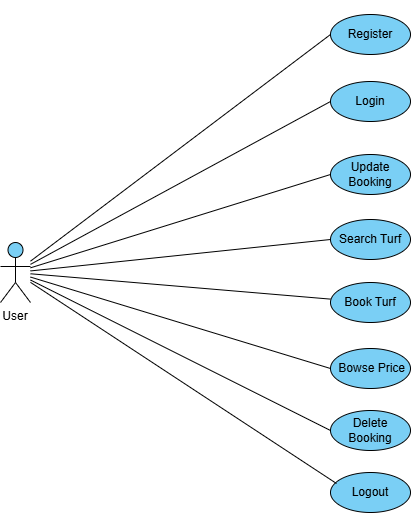 Register
Login
Update
Booking
Search Turf
Book Turf
User
Bowse Price
Delete
Booking
Logout